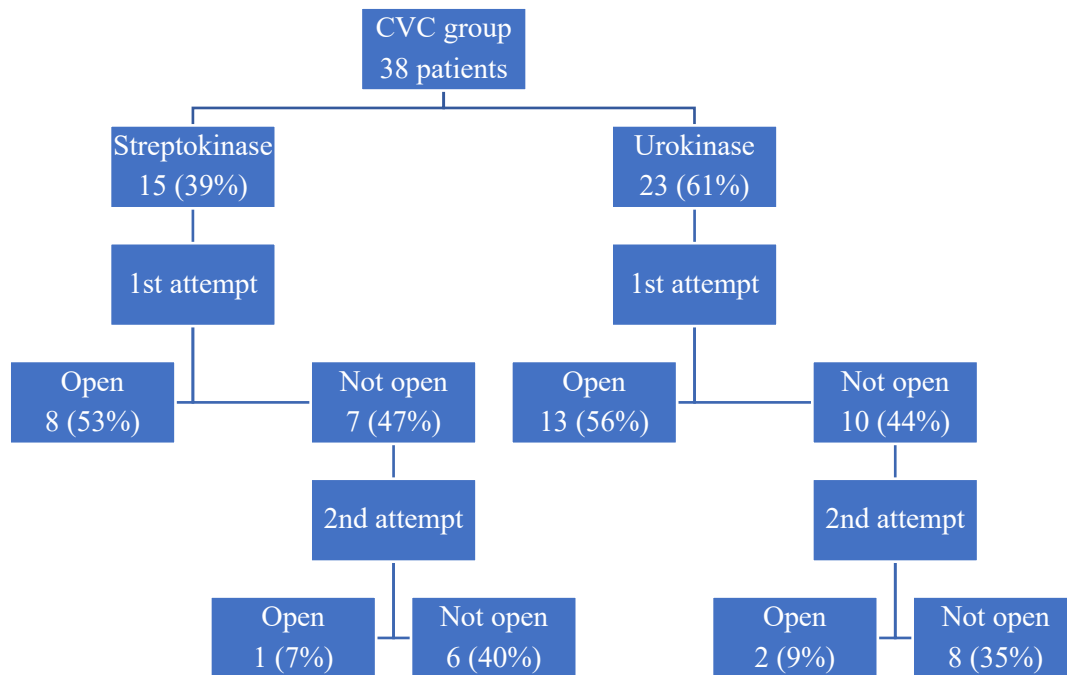 CVC group
38 patients
Streptokinase
15 (39%)
Urokinase
23 (61%)
1st attempt
1st attempt
Open
8 (53%)
Not open
7 (47%)
Open
13 (56%)
Not open
10 (44%)
2nd attempt
2nd attempt
Open
1 (7%)
Not open
6 (40%)
Open
2 (9%)
Not open
8 (35%)